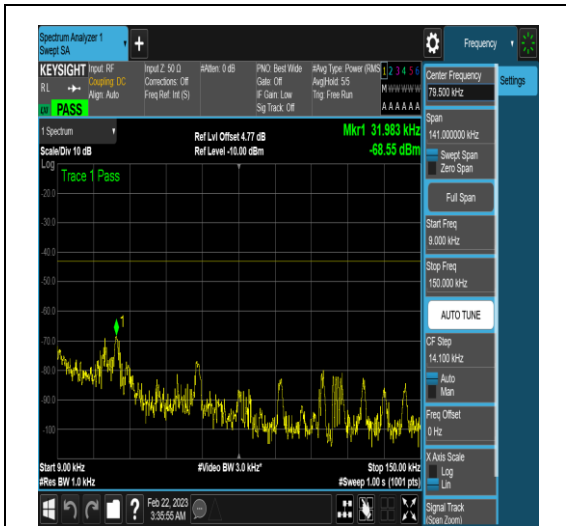 Spectrum Analyzer 1
Swept SA
+
Frequency
KEYSIGHT
RL
PASS
Input: RF
Coupling: DC
Align: Auto
Input Z: 50 Ω
Corrections: Off
Freq Ref: Int (S)
#Atten: 0 dB
PNO: Best Wide
Gate: Off
IF Gain: Low
Sig Track: Off
#Avg Type: Power (RMS
Avg|Hold: 5/5
Trig: Free Run
1 2 3 4 5 6
M W W W W W
A A A A A A
1 Spectrum
Scale/Div 10 dB
Ref Lvl Offset 4.77 dB
Ref Level -10.00 dBm
Mkr1 31.983 kHz
-68.55 dBm
Log
Trace 1 Pass
1
-20.0
-30.0
-40.0
-50.0
-60.0
-70.0
-80.0
-90.0
-100
Start 9.00 kHz
#Res BW 1.0 kHz
#Video BW 3.0 kHz*
Stop 150.00 kHz
#Sweep 1.00 s (1001 pts)
Center Frequency
79.500 kHz
Settings
Span
141.000000 kHz
Swept Span
Zero Span
Full Span
Start Freq
9.000 kHz
Stop Freq
150.000 kHz
AUTO TUNE
CF Step
14.100 kHz
Auto
Man
Freq Offset
0 Hz
X Axis Scale
Log
Lin
Signal Track
(Span Zoom)
?
Feb 22, 2023
3:35:55 AM